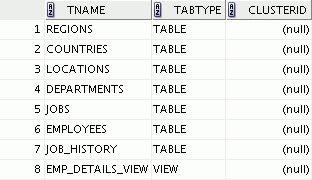 TNAME TABTYPE CLUSTERID
1 REGIONS TABLE (null)
2 COUNTRIES TABLE (null)
3 LOCATIONS TABLE (null)
4 DEPARTMENTS TABLE (null)
5 JOBS TABLE (null)
6 EMPLOYEES TABLE (null)
7 JOB_HISTORY TABLE (null)
8 EMP_DETAILS_VIEW VIEW (null)